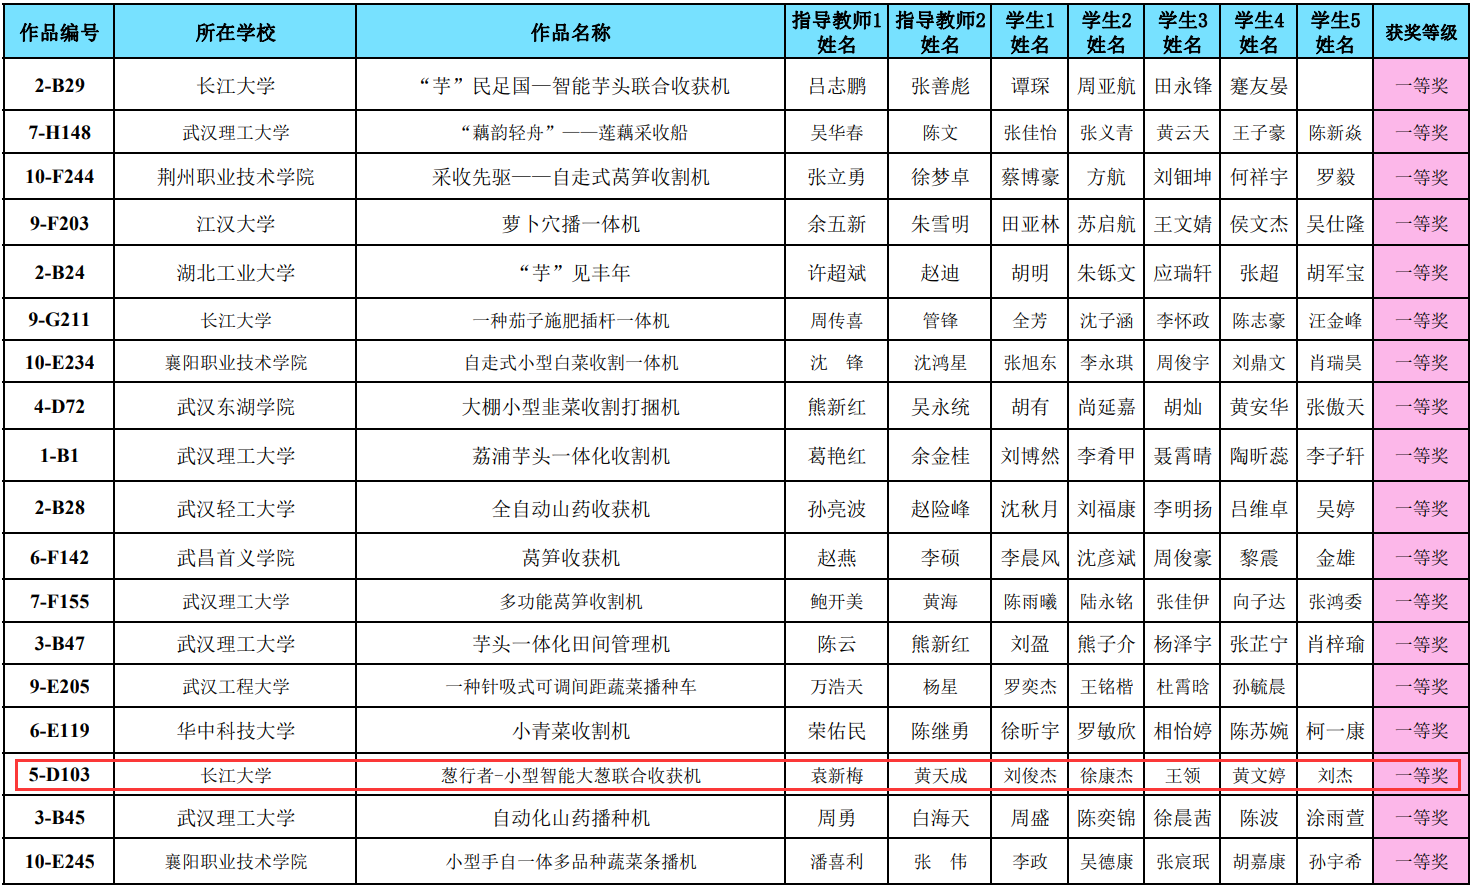 作品编号 所在学校 作品名称 指导教师1姓名 指导教师2姓名 学生1姓名 学生2姓名 学生3姓名 学生4姓名 学生5姓名 获奖等级
2-B29 长江大学 “芋”民足国—智能芋头联合收获机 吕志鹏 张善彪 谭琛 周亚航 田永锋 蹇友晏 一等奖
7-H148 武汉理工大学 “藕韵轻舟”——莲藕采收船 吴华春 陈文 张佳怡 张义青 黄云天 王子豪 陈新焱 一等奖
10-F244 荆州职业技术学院 采收先驱——自走式莴笋收割机 张立勇 徐梦卓 蔡博豪 方航 刘钿坤 何祥宇 罗毅 一等奖
9-F203 江汉大学 萝卜穴播一体机 余五新 朱雪明 田亚林 苏启航 王文婧 侯文杰 吴仕隆 一等奖
2-B24 湖北工业大学 “芋”见丰年 许超斌 赵迪 胡明 朱铄文 应瑞轩 张超 胡军宝 一等奖
9-G211 长江大学 一种茄子施肥插杆一体机 周传喜 管锋 全芳 沈子涵 李怀政 陈志豪 汪金峰 一等奖
10-E234 襄阳职业技术学院 自走式小型白菜收割一体机 沈　锋 沈鸿星 张旭东 李永琪 周俊宇 刘鼎文 肖瑞昊 一等奖
4-D72 武汉东湖学院 大棚小型韭菜收割打捆机 熊新红 吴永统 胡有 尚延嘉 胡灿 黄安华 张傲天 一等奖
1-B1 武汉理工大学 荔浦芋头一体化收割机 葛艳红 余金桂 刘博然 李肴甲 聂霄晴 陶昕蕊 李子轩 一等奖
2-B28 武汉轻工大学 全自动山药收获机 孙亮波 赵险峰 沈秋月 刘福康 李明扬 吕维卓 吴婷 一等奖
6-F142 武昌首义学院 莴笋收获机 赵燕 李硕 李晨风 沈彦斌 周俊豪 黎震 金雄 一等奖
7-F155 武汉理工大学 多功能莴笋收割机 鲍开美 黄海 陈雨曦 陆永铭 张佳伊 向子达 张鸿委 一等奖
3-B47 武汉理工大学 芋头一体化田间管理机 陈云 熊新红 刘盈 熊子介 杨泽宇 张芷宁 肖梓瑜 一等奖
9-E205 武汉工程大学 一种针吸式可调间距蔬菜播种车 万浩天 杨星 罗奕杰 王铭楷 杜霄晗 孙毓晨 一等奖
6-E119 华中科技大学 小青菜收割机 荣佑民 陈继勇 徐昕宇 罗敏欣 相怡婷 陈苏婉 柯一康 一等奖
5-D103 长江大学 葱行者-小型智能大葱联合收获机 袁新梅 黄天成 刘俊杰 徐康杰 王领 黄文婷 刘杰 一等奖
3-B45 武汉理工大学 自动化山药播种机 周勇 白海天 周盛 陈奕锦 徐晨茜 陈波 涂雨萱 一等奖
10-E245 襄阳职业技术学院 小型手自一体多品种蔬菜条播机 潘喜利 张　伟 李政 吴德康 张宸珉 胡嘉康 孙宇希 一等奖